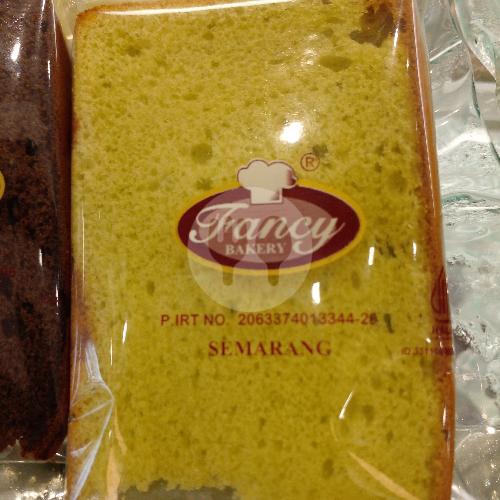 ®
Fancy
BAKERY
P.IRT NO. 2063374013344-26
SEMARANG